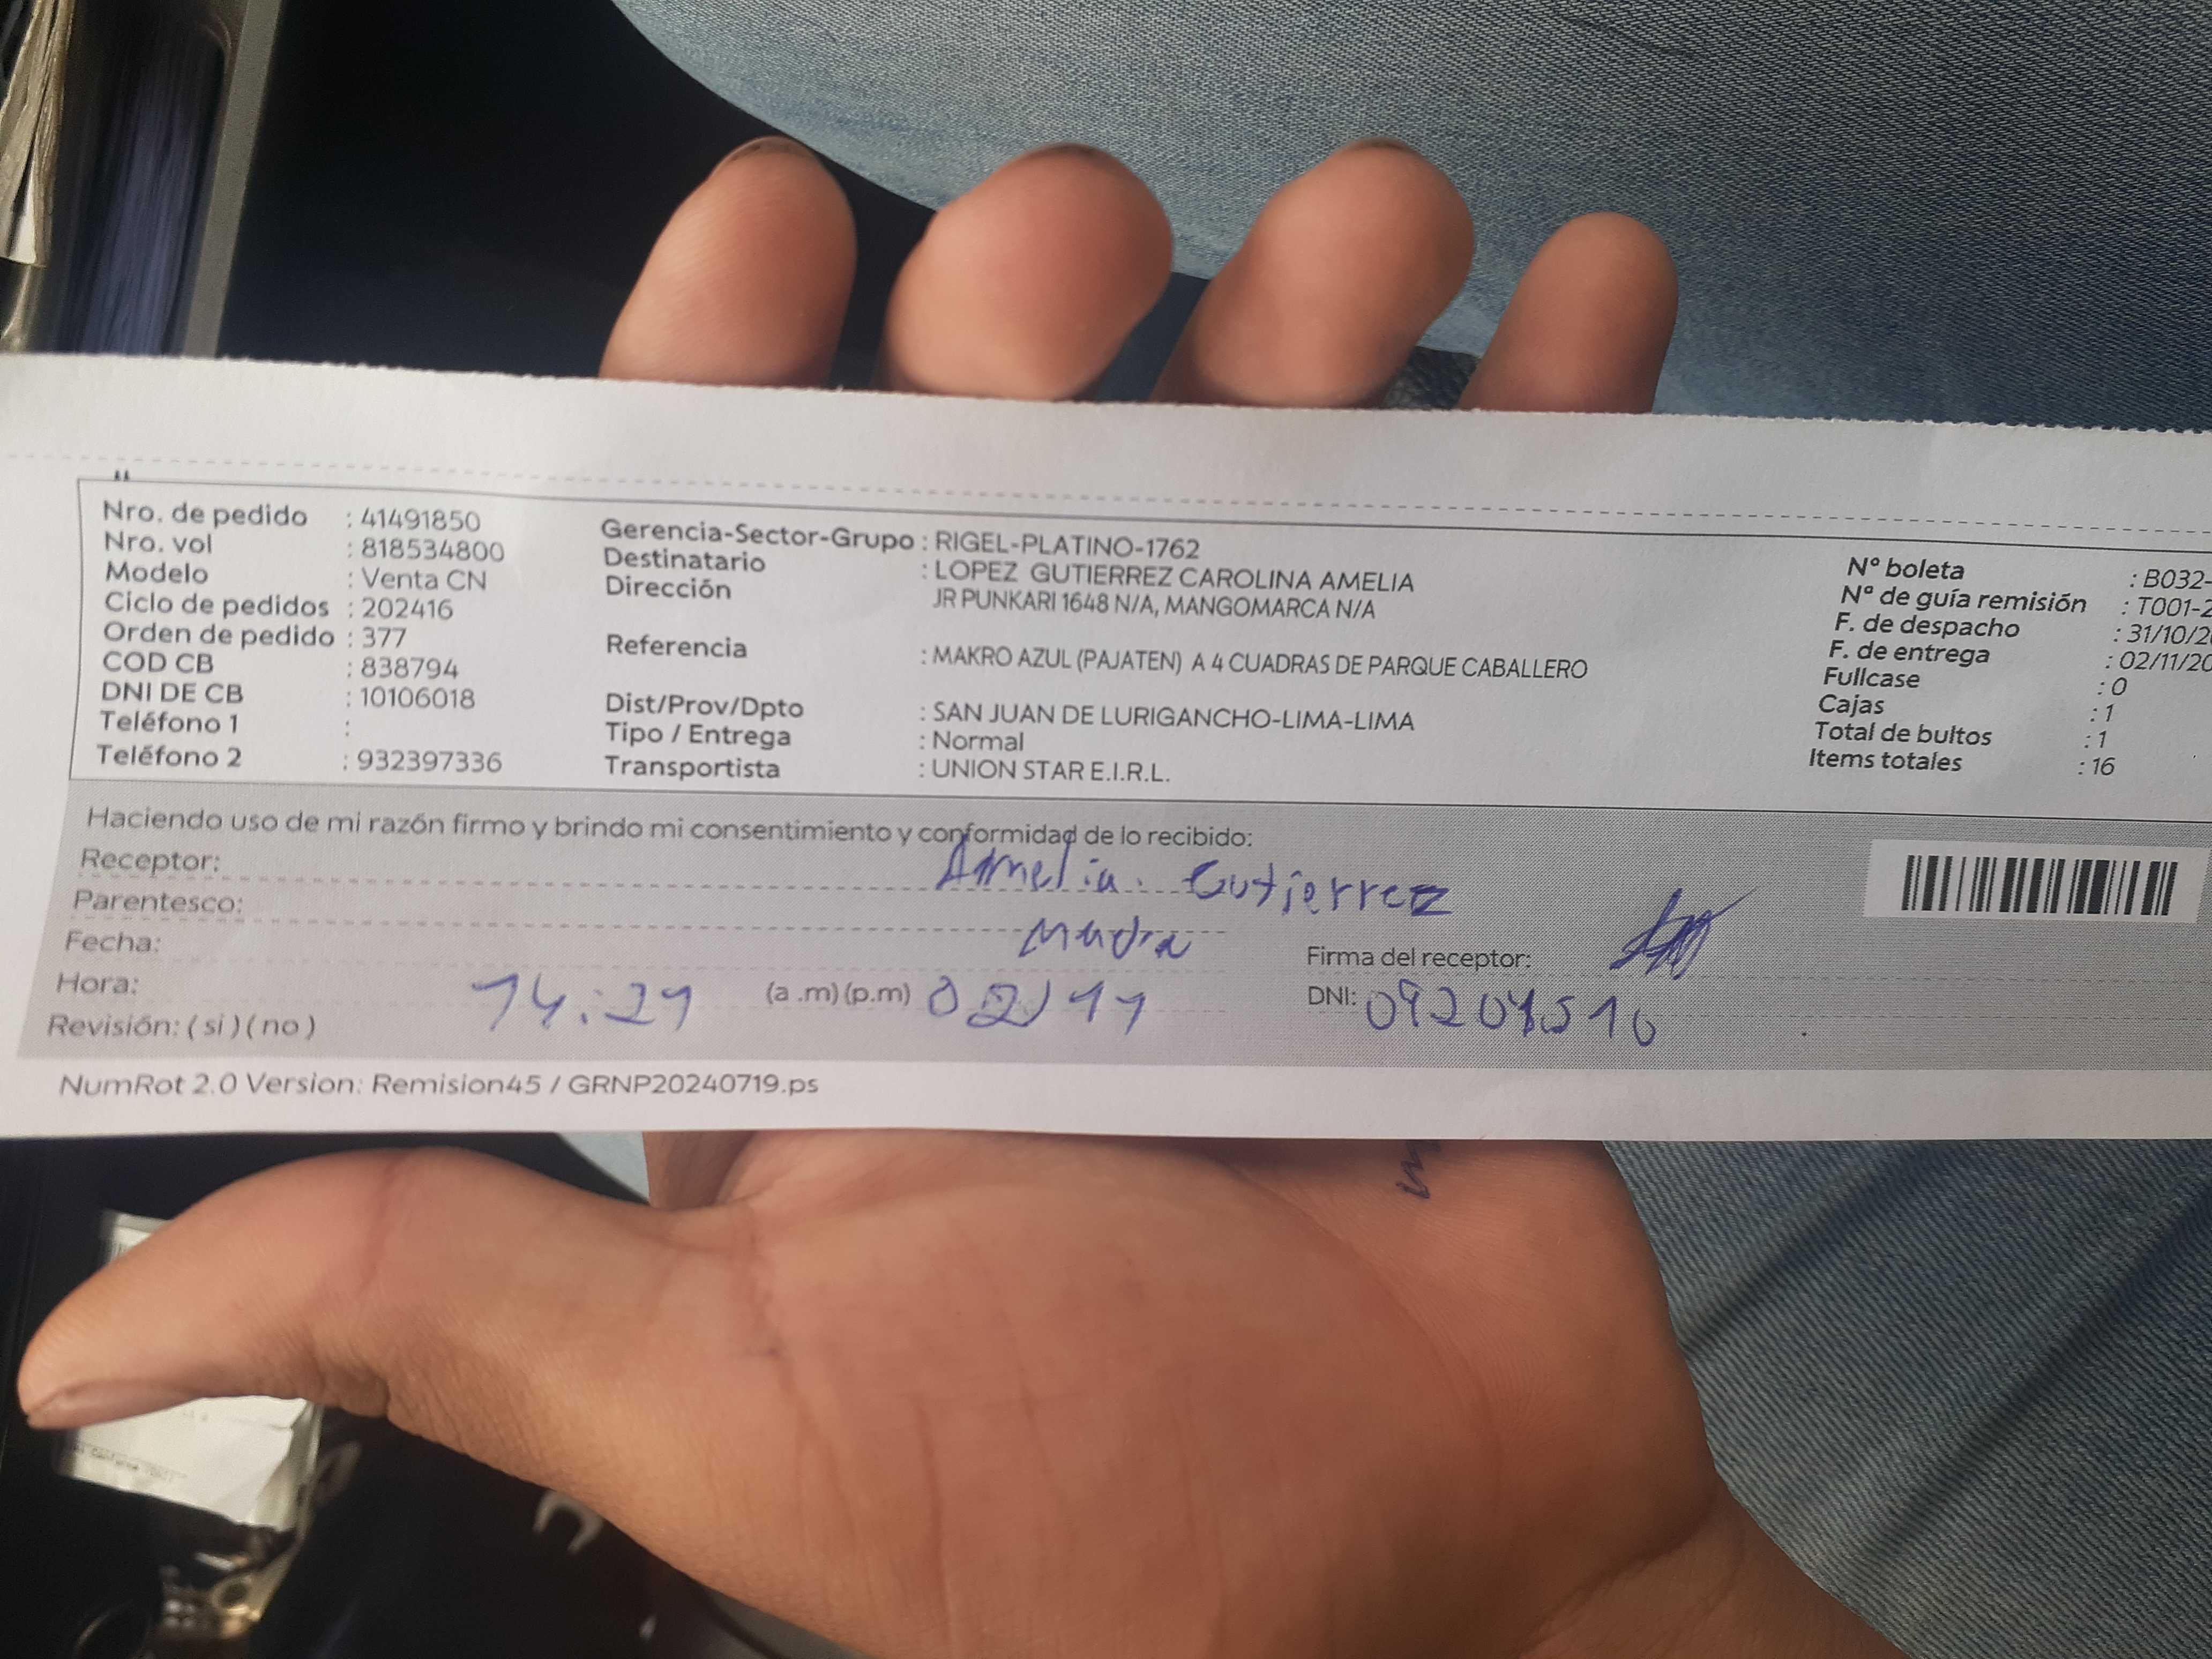 Nro. de pedido : 41491850
Nro. vol : 818534800
Modelo : Venta CN
Ciclo de pedidos : 202416
Orden de pedido : 377
COD CB : 838794
DNI DE CB : 10106018
Teléfono 1 :
Teléfono 2 : 932397336
Gerencia-Sector-Grupo : RIGEL-PLATINO-1762
Destinatario : LOPEZ GUTIERREZ CAROLINA AMELIA
Dirección JR PUNKARI 1648 N/A, MANGOMARCA N/A
Referencia : MAKRO AZUL (PAJATEN) A 4 CUADRAS DE PARQUE CABALLERO
Dist/Prov/Dpto : SAN JUAN DE LURIGANCHO-LIMA-LIMA
Tipo / Entrega : Normal
Transportista : UNION STAR E.I.R.L.
Nº boleta : B032-
Nº de guía remisión : T001-2
F. de despacho : 31/10/20
F. de entrega : 02/11/20
Fullcase : 0
Cajas : 1
Total de bultos : 1
Items totales : 16
Haciendo uso de mi razón firmo y brindo mi consentimiento y conformidad de lo recibido:
Receptor: Amelia. Gutierrez
Parentesco: Madre
Fecha:
Firma del receptor:
Hora: 14:21 (a .m) (p.m) 02/11
DNI:
Revisión: ( si ) ( no )
NumRot 2.0 Version: Remision45 / GRNP20240719.ps